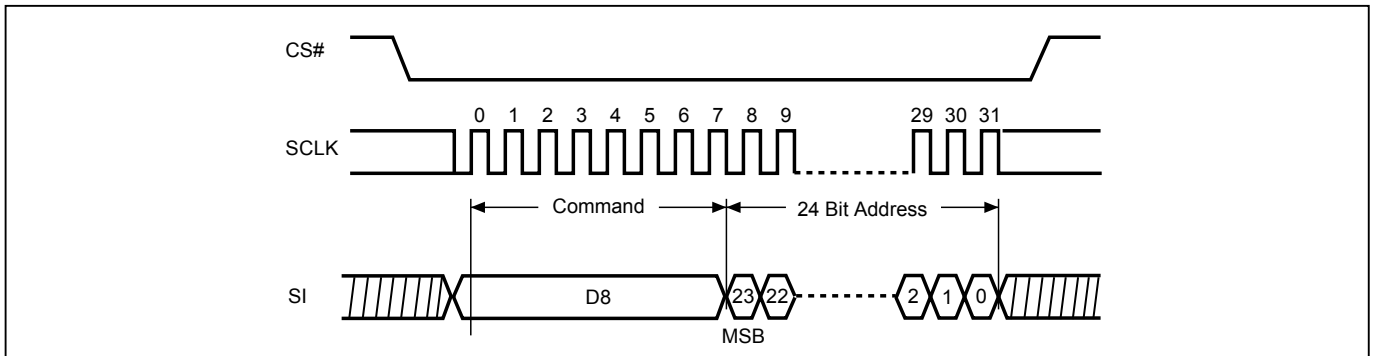 CS#
0 1 2 3 4 5 6 7 8 9 29 30 31
SCLK
Command 24 Bit Address
SI D8 23 22 2 1 0
MSB